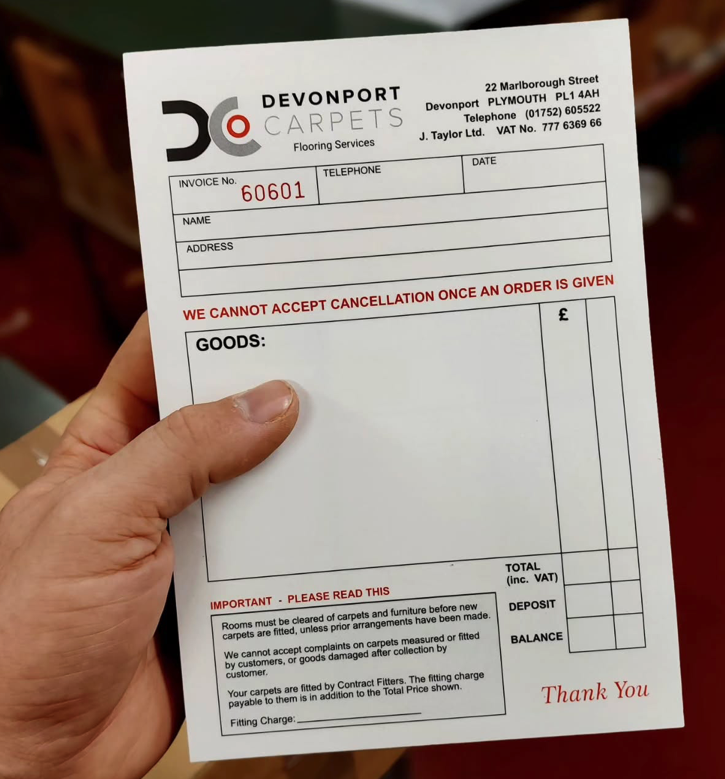 DC DEVONPORT
CARPETS
Flooring Services
22 Marlborough Street
Devonport PLYMOUTH PL1 4AH
Telephone (01752) 605522
J. Taylor Ltd. VAT No. 777 6369 66
INVOICE No. 60601
TELEPHONE
DATE
NAME
ADDRESS
WE CANNOT ACCEPT CANCELLATION ONCE AN ORDER IS GIVEN
GOODS:
£
TOTAL
(inc. VAT)
DEPOSIT
BALANCE
IMPORTANT - PLEASE READ THIS
Rooms must be cleared of carpets and furniture before new
carpets are fitted, unless prior arrangements have been made.
We cannot accept complaints on carpets measured or fitted
by customers, or goods damaged after collection by
customer.
Your carpets are fitted by Contract Fitters. The fitting charge
payable to them is in addition to the Total Price shown.
Fitting Charge:
Thank You